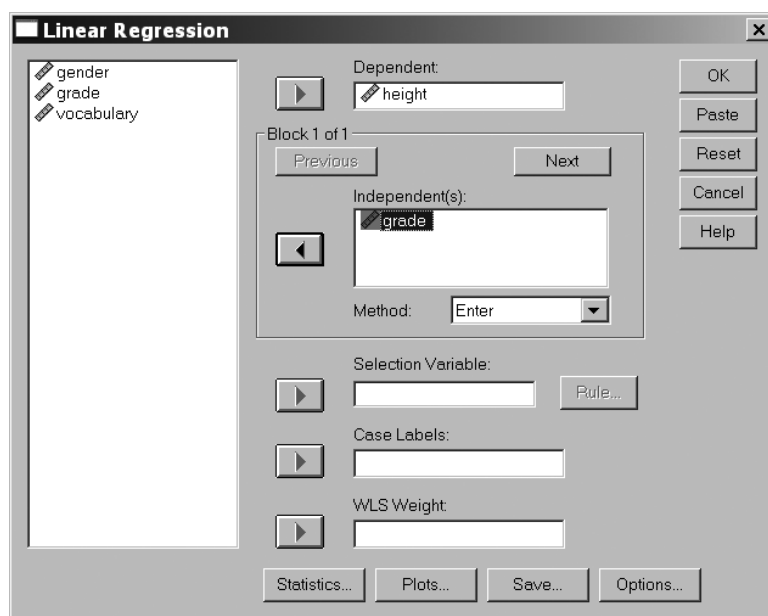 Linear Regression
gender
grade
vocabulary
Dependent:
height
Block 1 of 1
Previous
Next
Independent(s):
grade
Method:
Enter
Selection Variable:
Rule...
Case Labels:
WLS Weight:
Statistics...
Plots...
Save...
Options...
OK
Paste
Reset
Cancel
Help